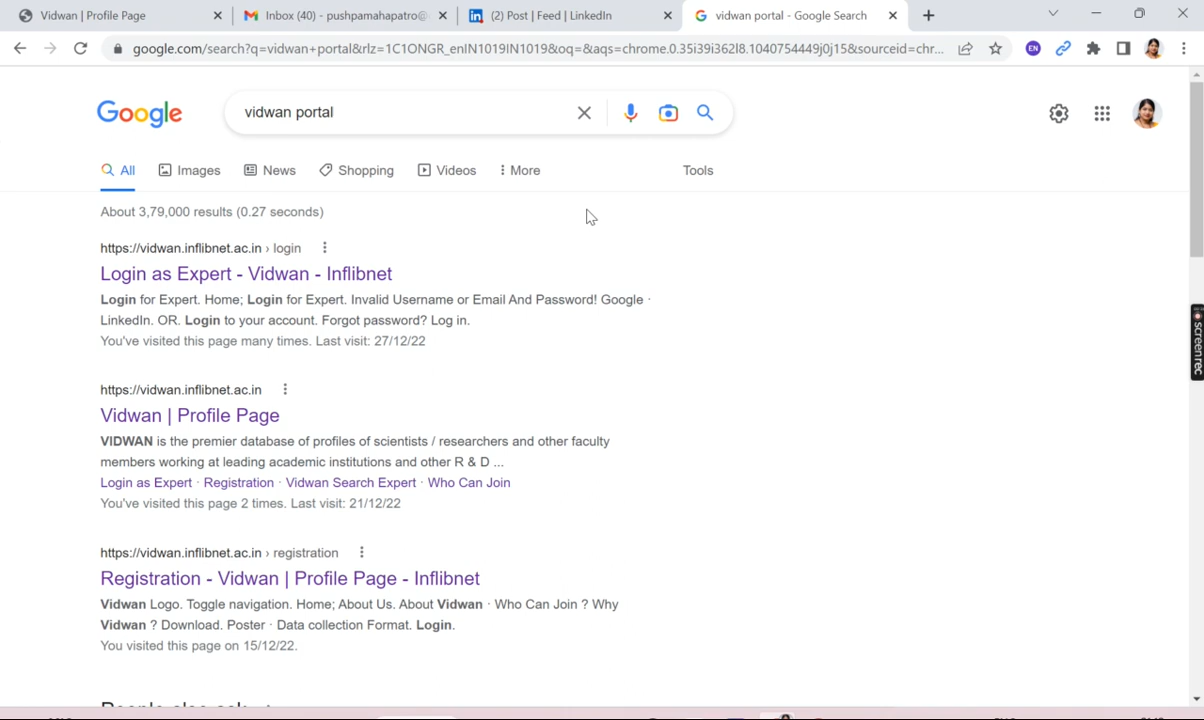 Vidwan | Profile Page
Inbox (40) - pushpamahapatro@
(2) Post | Feed | LinkedIn
vidwan portal - Google Search
google.com/search?q=vidwan+portal&rlz=1C1ONGR_enIN1019IN1019&oq=&aqs=chrome.0.35i39i362l8.1040754449j0j15&sourceid=chr...
EN
Google
vidwan portal
All
Images
News
Shopping
Videos
More
Tools
About 3,79,000 results (0.27 seconds)
https://vidwan.inflibnet.ac.in › login
Login as Expert - Vidwan - Inflibnet
Login for Expert. Home; Login for Expert. Invalid Username or Email And Password! Google ·
LinkedIn. OR. Login to your account. Forgot password? Log in.
You've visited this page many times. Last visit: 27/12/22
https://vidwan.inflibnet.ac.in
Vidwan | Profile Page
VIDWAN is the premier database of profiles of scientists / researchers and other faculty
members working at leading academic institutions and other R & D ...
Login as Expert · Registration · Vidwan Search Expert · Who Can Join
You've visited this page 2 times. Last visit: 21/12/22
https://vidwan.inflibnet.ac.in › registration
Registration - Vidwan | Profile Page - Inflibnet
Vidwan Logo. Toggle navigation. Home; About Us. About Vidwan · Who Can Join ? Why
Vidwan ? Download. Poster · Data collection Format. Login.
You visited this page on 15/12/22.
People also ask
screenrec